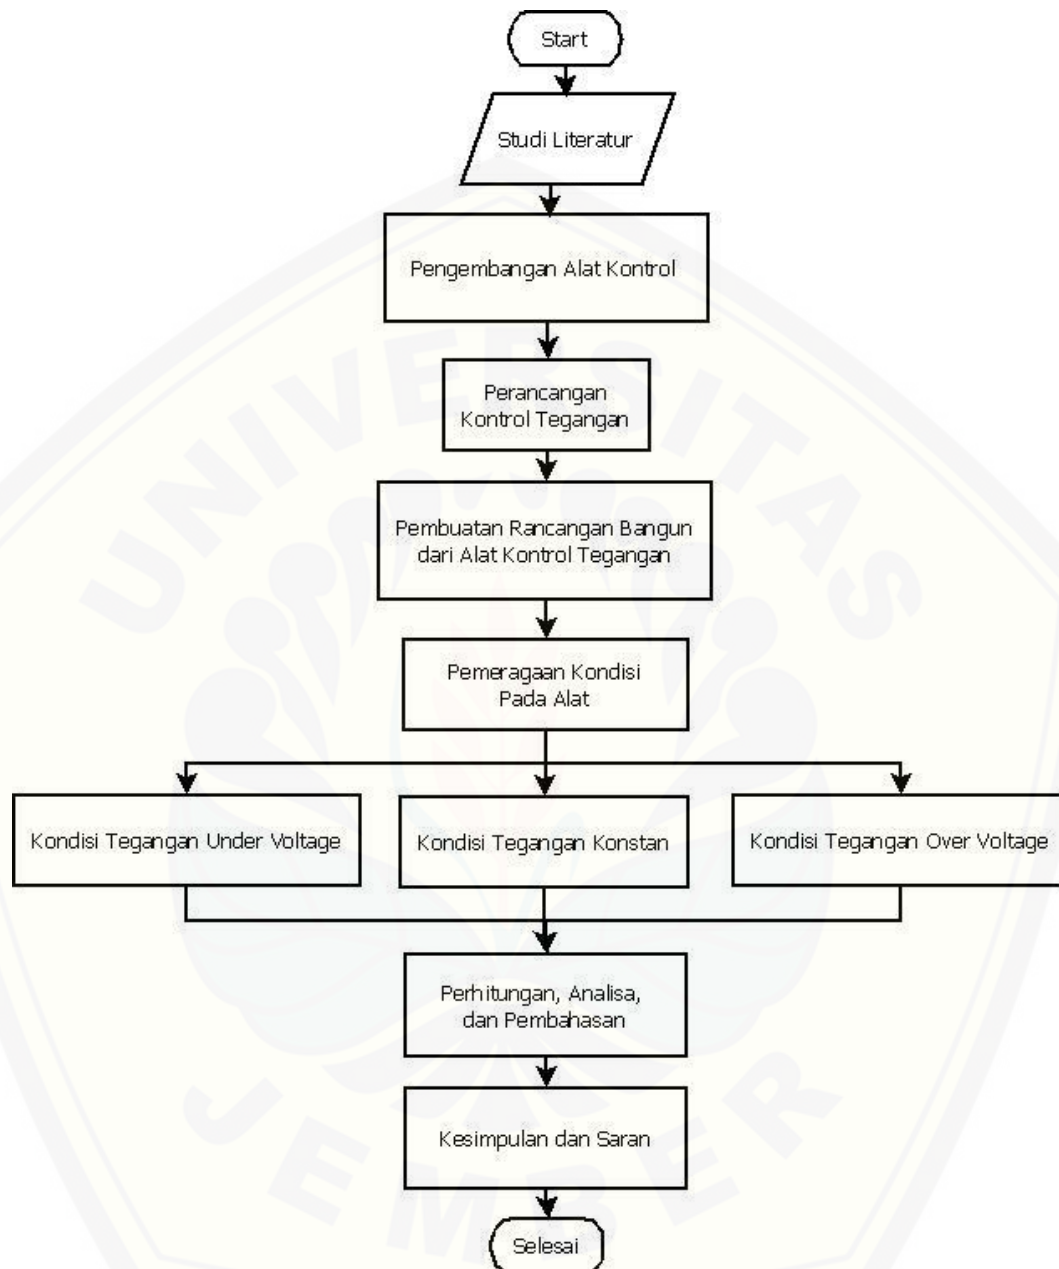 Start
Studi Literatur
Pengembangan Alat Kontrol
Perancangan
Kontrol Tegangan
Pembuatan Rancangan Bangun
dari Alat Kontrol Tegangan
Pemeragaan Kondisi
Pada Alat
Kondisi Tegangan Under Voltage
Kondisi Tegangan Konstan
Kondisi Tegangan Over Voltage
Perhitungan, Analisa,
dan Pembahasan
Kesimpulan dan Saran
Selesai
UNIVERSITAS
JEMBER